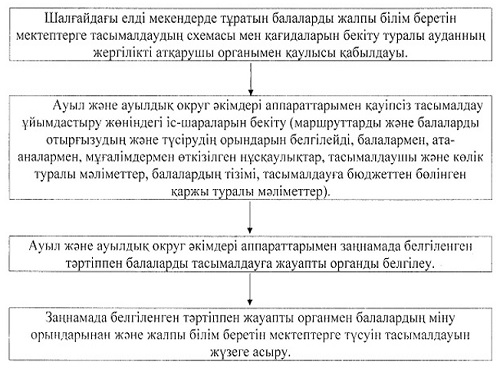 Шалғайдағы елді мекендерде тұратын балаларды жалпы білім беретін
мектептерге тасымалдаудың схемасы мен қағидаларын бекіту туралы ауданның
жергілікті атқарушы органымен қаулысы қабылдауы.
Ауыл және ауылдық округ әкімдері аппараттарымен қауіпсіз тасымалдау
ұйымдастыру жөніндегі іс-шараларын бекіту (маршруттарды және балаларды
отырғызудың және түсірудің орындарын белгілейді, балалармен, ата-
аналармен, мұғалімдермен өткізілген нұсқаулықтар, тасымалдаушы және көлік
туралы мәліметтер, балалардың тізімі, тасымалдауға бюджеттен бөлінген
қаржы туралы мәліметтер).
Ауыл және ауылдық округ әкімдері аппараттарымен заңнамада белгіленген
тәртіппен балаларды тасымалдауға жауапты органды белгілеу.
Заңнамада белгіленген тәртіппен жауапты органмен балалардың міну
орындарынан және жалпы білім беретін мектептерге түсуін тасымалдауын
жүзеге асыру.